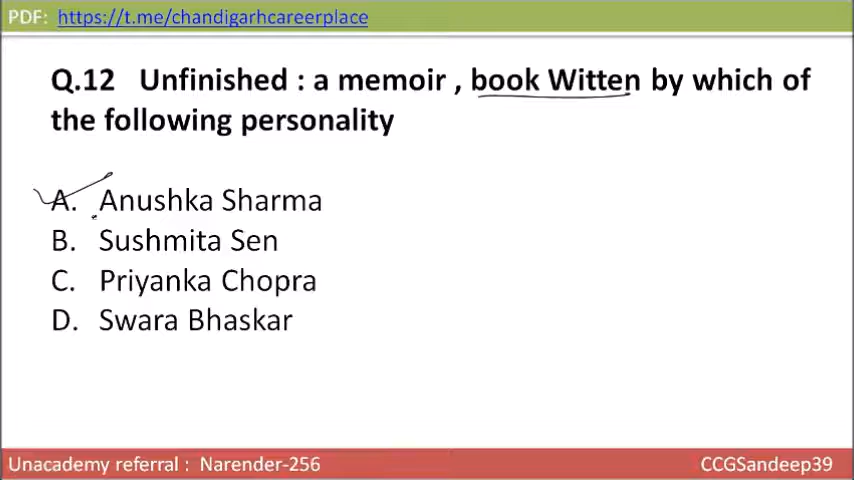 PDF: https://t.me/chandigarhcareerplace
Q.12 Unfinished : a memoir , book Witten by which of
the following personality
A. Anushka Sharma
B. Sushmita Sen
C. Priyanka Chopra
D. Swara Bhaskar
Unacademy referral : Narender-256 CCGSandeep39